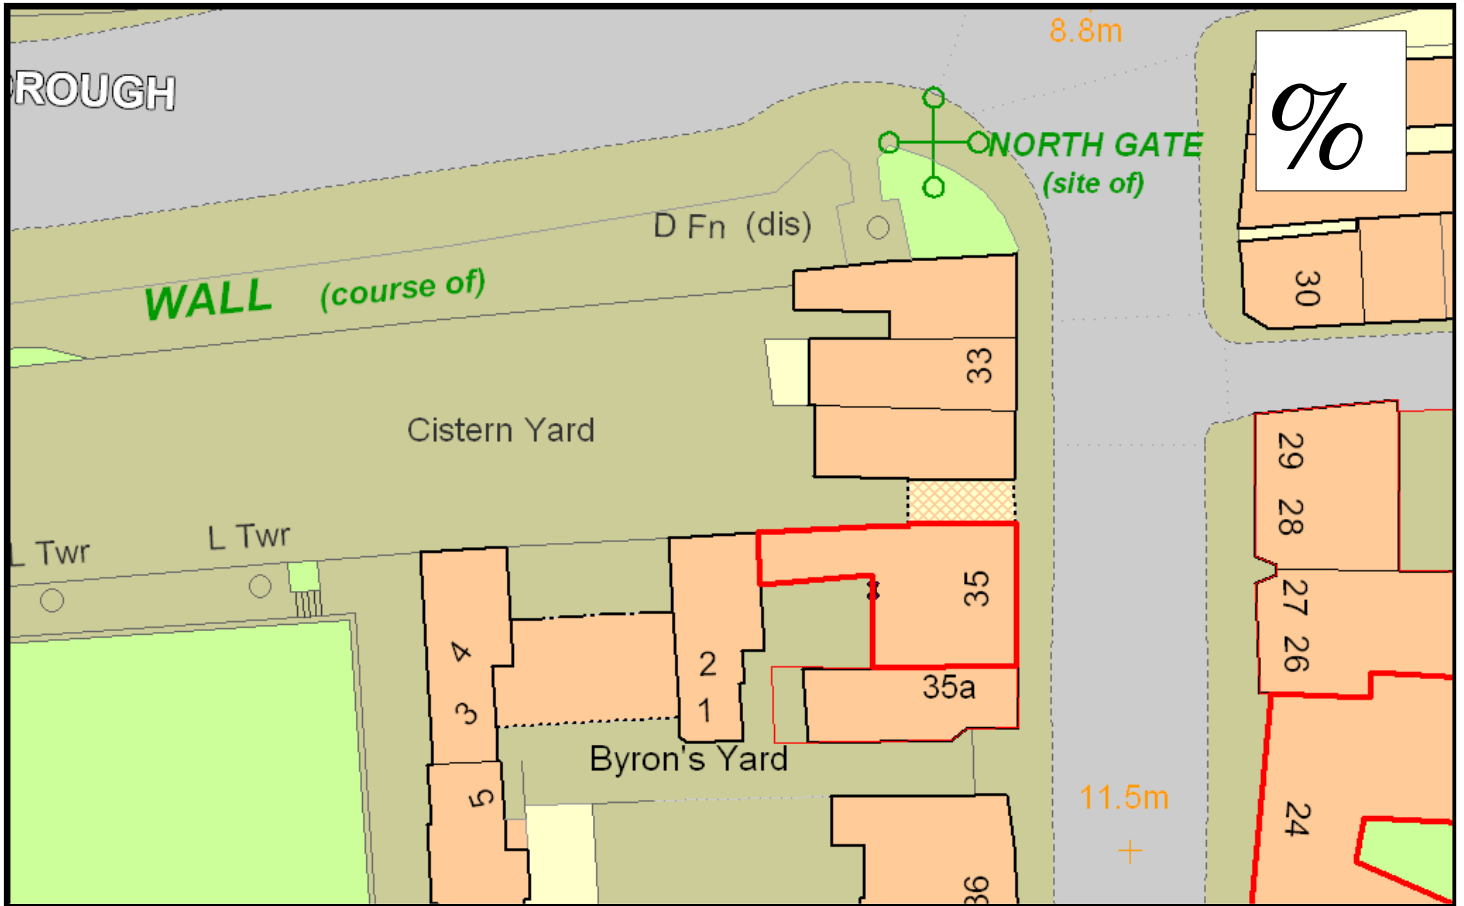 8.8m
ROUGH
%
NORTH GATE
(site of)
D Fn (dis)
WALL (course of)
30
33
Cistern Yard
29
28
L Twr
L Twr
35
27
26
4
2
3
1
35a
Byron's Yard
5
11.5m
24
36